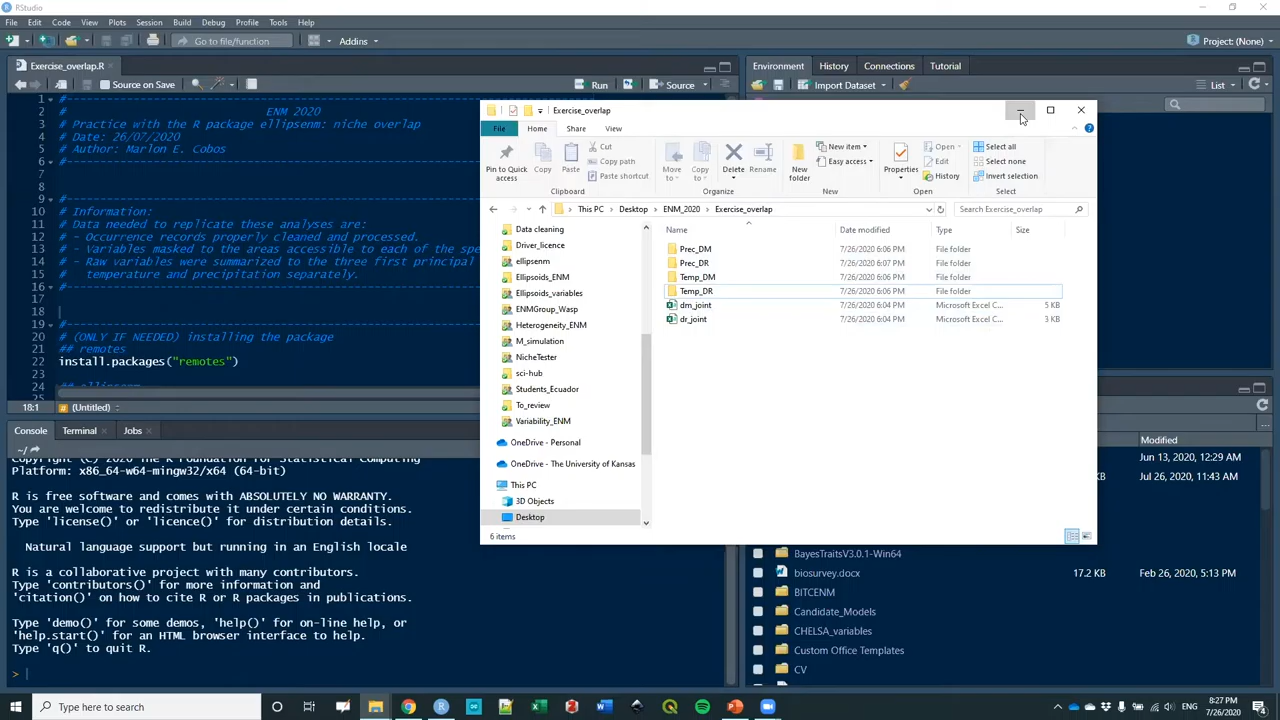 RStudio
File Edit Code View Plots Session Build Debug Profile Tools Help
Go to file/function
Addins
Project: (None)
Exercise_overlap.R
Source on Save
Run
Source
1 #--------------------------------------------------
2 # ENM 2020
3 # Practice with the R package ellipsenm: niche overlap
4 # Date: 26/07/2020
5 # Author: Marlon E. Cobos
6 #--------------------------------------------------
7
8
9 #--------------------------------------------------
10 # Information:
11 # Data needed to replicate these analyses are:
12 # - Occurrence records properly cleaned and processed.
13 # - Variables masked to the areas accessible to each of the spe
14 # - Raw variables were summarized to the three first principal
15 #   temperature and precipitation separately.
16 #--------------------------------------------------
17
18
19 #--------------------------------------------------
20 # (ONLY IF NEEDED) installing the package
21 ## remotes
22 install.packages("remotes")
23
24 ## ellipsenm
18:1 (Untitled)
Console Terminal Jobs
~/
Copyright (C) 2020 The R Foundation for Statistical Computing
Platform: x86_64-w64-mingw32/x64 (64-bit)
R is free software and comes with ABSOLUTELY NO WARRANTY.
You are welcome to redistribute it under certain conditions.
Type 'license()' or 'licence()' for distribution details.
Natural language support but running in an English locale
R is a collaborative project with many contributors.
Type 'contributors()' for more information and
'citation()' on how to cite R or R packages in publications.
Type 'demo()' for some demos, 'help()' for on-line help, or
'help.start()' for an HTML browser interface to help.
Type 'q()' to quit R.
>
Environment History Connections Tutorial
Import Dataset
List
Exercise_overlap
File Home Share View
Pin to Quick access
Copy
Paste
Cut
Copy path
Paste shortcut
Clipboard
Move to
Copy to
Delete
Rename
Organize
New folder
New item
Easy access
New
Properties
Open
Edit
History
Open
Select all
Select none
Invert selection
Select
This PC > Desktop > ENM_2020 > Exercise_overlap
Search Exercise_overlap
Data cleaning
Driver_licence
ellipsenm
Ellipsoids_ENM
Ellipsoids_variables
ENMGroup_Wasp
Heterogeneity_ENM
M_simulation
NicheTester
sci-hub
Students_Ecuador
To_review
Variability_ENM
OneDrive - Personal
OneDrive - The University of Kansas
This PC
3D Objects
Desktop
Name Date modified Type Size
Prec_DM 7/26/2020 6:06 PM File folder
Prec_DR 7/26/2020 6:07 PM File folder
Temp_DM 7/26/2020 6:06 PM File folder
Temp_DR 7/26/2020 6:06 PM File folder
dm_joint 7/26/2020 6:04 PM Microsoft Excel C... 5 KB
dr_joint 7/26/2020 6:04 PM Microsoft Excel C... 3 KB
6 items
Modified
Jun 13, 2020, 12:29 AM
Jul 26, 2020, 11:43 AM
BayesTraitsV3.0.1-Win64
biosurvey.docx 17.2 KB Feb 26, 2020, 5:13 PM
BITCENM
Candidate_Models
CHELSA_variables
Custom Office Templates
CV
Type here to search
8:27 PM
7/26/2020